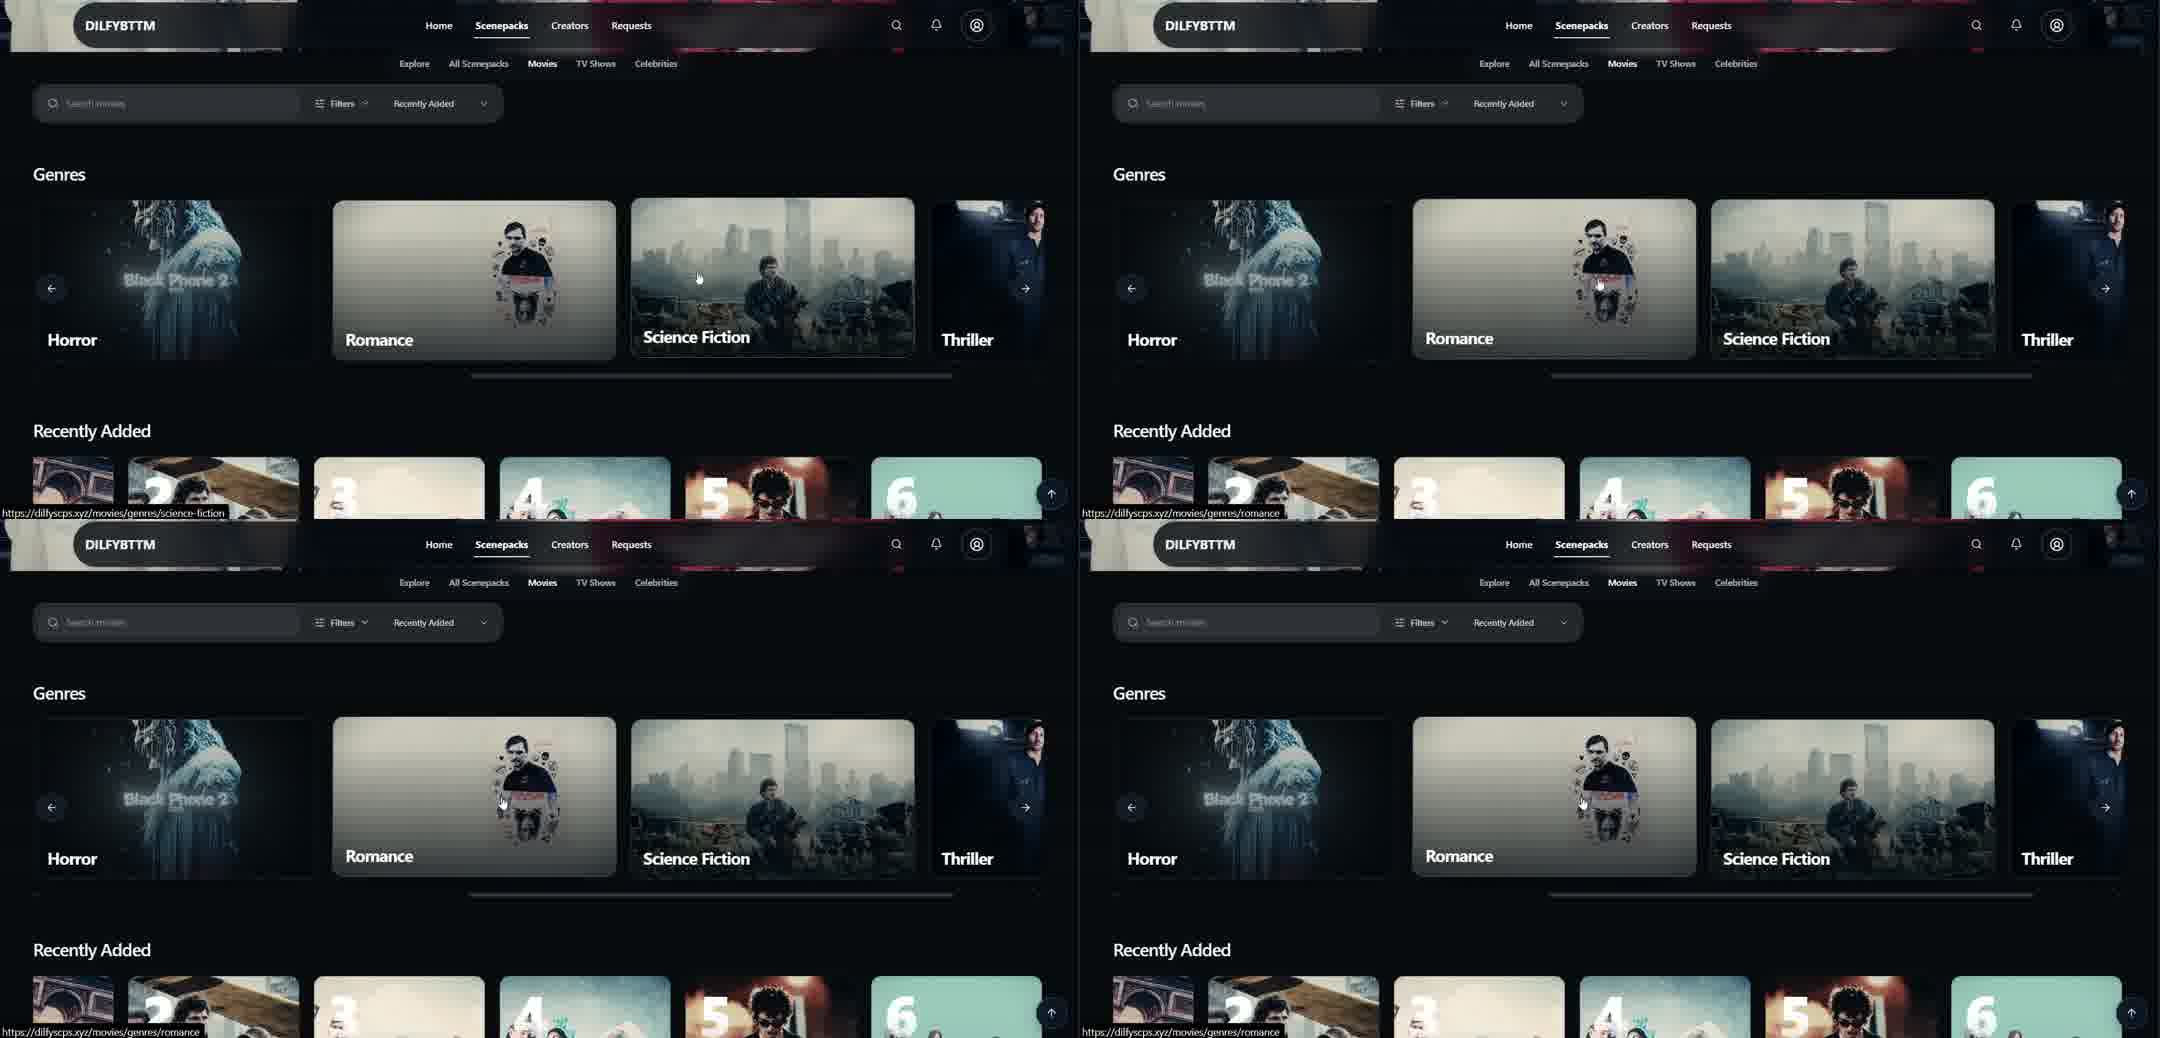 DILFYBTTM Home Scenepacks Creators Requests
Explore All Scenepacks Movies TV Shows Celebrities
Search movies Filters Recently Added
Genres
Black Phone 2
Horror Romance Science Fiction Thriller
Recently Added
2 3 4 5 6
https://dilfyscps.xyz/movies/genres/science-fiction
DILFYBTTM Home Scenepacks Creators Requests
Explore All Scenepacks Movies TV Shows Celebrities
Search movies Filters Recently Added
Genres
Black Phone 2
Horror Romance Science Fiction Thriller
Recently Added
2 3 4 5 6
https://dilfyscps.xyz/movies/genres/romance
DILFYBTTM Home Scenepacks Creators Requests
Explore All Scenepacks Movies TV Shows Celebrities
Search movies Filters Recently Added
Genres
Black Phone 2
Horror Romance Science Fiction Thriller
Recently Added
2 3 4 5 6
https://dilfyscps.xyz/movies/genres/romance
DILFYBTTM Home Scenepacks Creators Requests
Explore All Scenepacks Movies TV Shows Celebrities
Search movies Filters Recently Added
Genres
Black Phone 2
Horror Romance Science Fiction Thriller
Recently Added
2 3 4 5 6
https://dilfyscps.xyz/movies/genres/romance